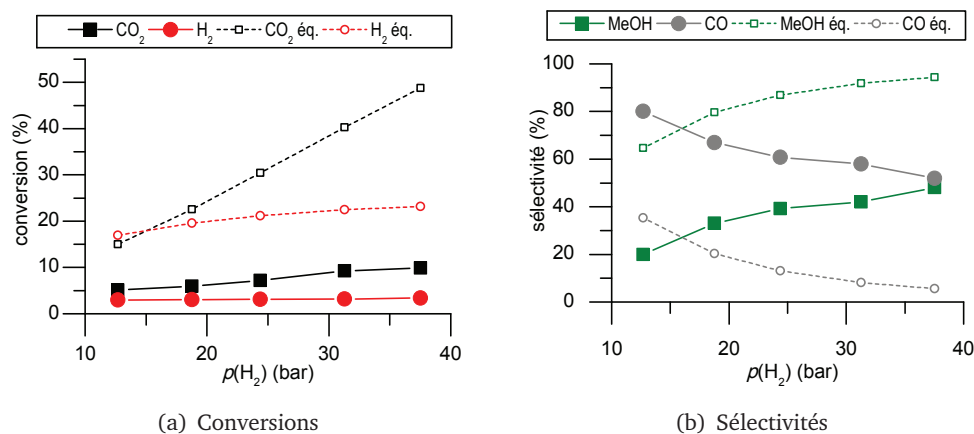 CO2 H2 CO2 éq. H2 éq.
conversion (%)
50
40
30
20
10
0
10 20 30 40
p(H2) (bar)
(a) Conversions
MeOH CO MeOH éq. CO éq.
sélectivité (%)
100
80
60
40
20
0
10 20 30 40
p(H2) (bar)
(b) Sélectivités